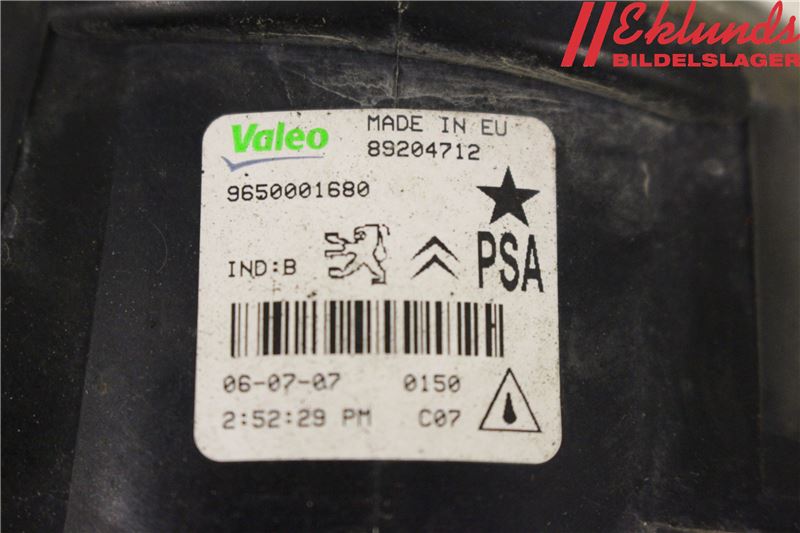 Eklunds
BILDELSLAGER
Valeo
MADE IN EU
89204712
9650001680
IND:B
PSA
06-07-07 0150
2:52:29 PM C07